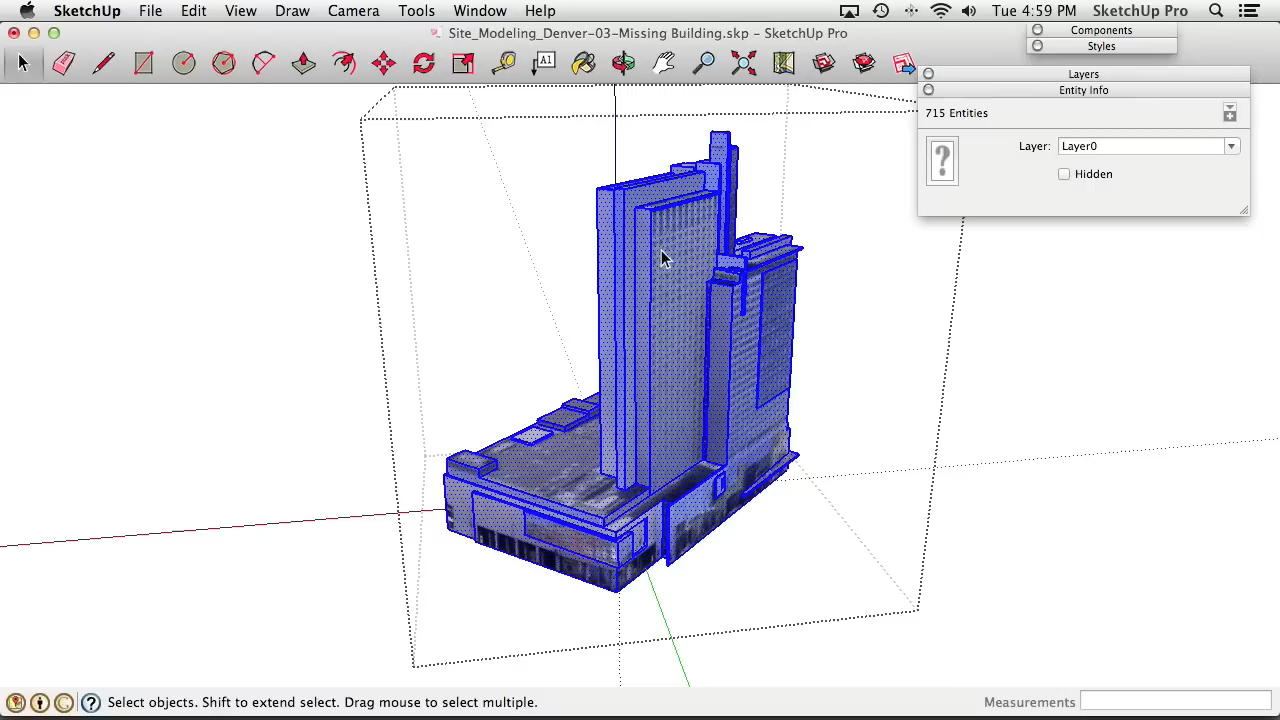 SketchUp File Edit View Draw Camera Tools Window Help Tue 4:59 PM SketchUp Pro
Site_Modeling_Denver-03-Missing Building.skp - SketchUp Pro
Components
Styles
A1
Layers
Entity Info
715 Entities
Layer: Layer0
Hidden
Select objects. Shift to extend select. Drag mouse to select multiple.
Measurements